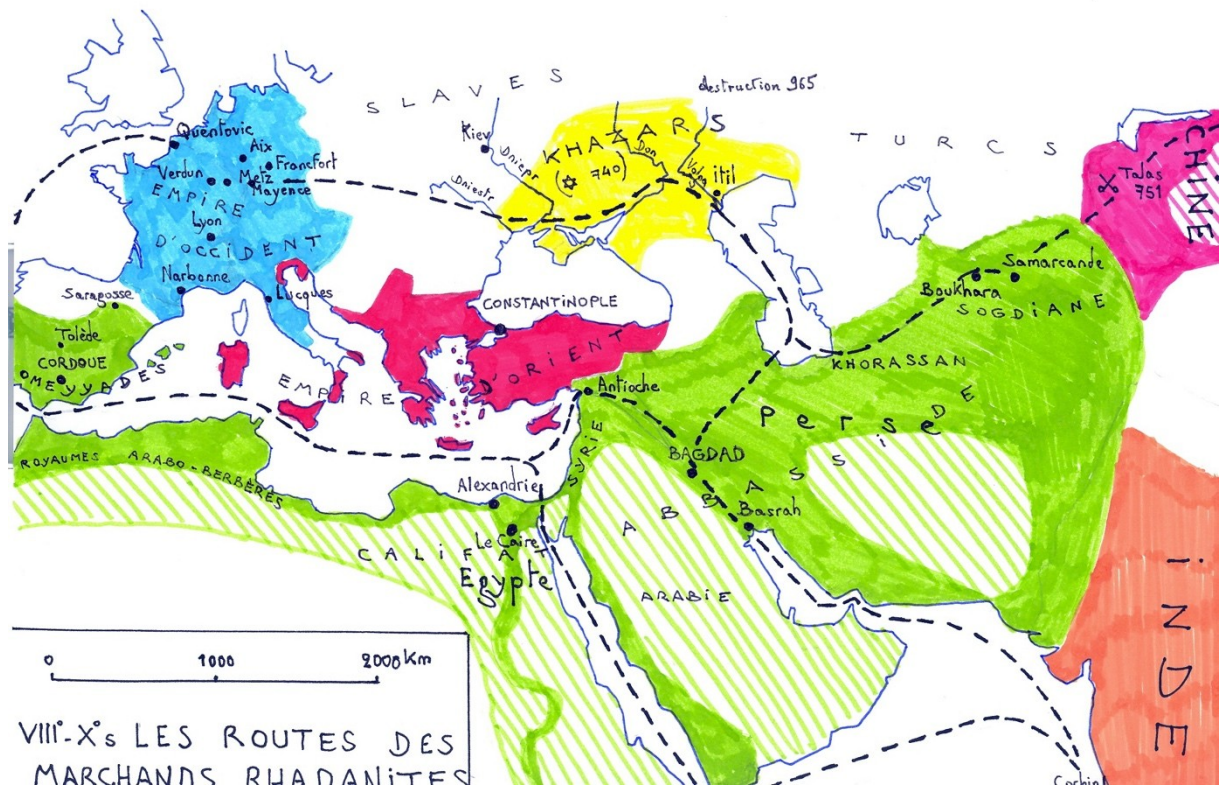 destruction 965
SLAVES
TURCS
CHINE
Quentovic
Kiev
Dniepr
KHAZARS
Don
Aix
Francfort
Verdun
Metz
Mayence
740
Volga
itil
Talas
751
Dniestr
EMPIRE
Lyon
D'OCCIDENT
Narbonne
Lucques
Saragosse
CONSTANTINOPLE
Samarcande
Boukhara
SOGDIANE
Tolède
CORDOUE
OMEYYADES
EMPIRE
D'ORIENT
KHORASSAN
Antioche
Perse
ROYAUMES ARABO-BERBÈRES
SYRIE
BAGDAD
Alexandrie
Basrah
Le Caire
CALIFAT
ABBASSIDE
Egypte
ARABIE
INDE
0 1000 2000 Km
VIII°-X°s LES ROUTES DES
MARCHANDS RHADANITES